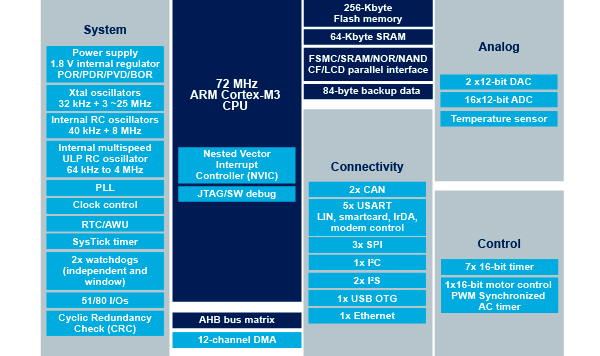 System
Power supply
1.8 V internal regulator
POR/PDR/PVD/BOR
Xtal oscillators
32 kHz + 3 ~25 MHz
Internal RC oscillators
40 kHz + 8 MHz
Internal multispeed
ULP RC oscillator
64 kHz to 4 MHz
PLL
Clock control
RTC/AWU
SysTick timer
2x watchdogs
(independent and
window)
51/80 I/Os
Cyclic Redundancy
Check (CRC)
72 MHz
ARM Cortex-M3
CPU
Nested Vector
Interrupt
Controller (NVIC)
JTAG/SW debug
AHB bus matrix
12-channel DMA
256-Kbyte
Flash memory
64-Kbyte SRAM
FSMC/SRAM/NOR/NAND
CF/LCD parallel interface
84-byte backup data
Connectivity
2x CAN
5x USART
LIN, smartcard, IrDA,
modem control
3x SPI
1x I²C
2x I²S
1x USB OTG
1x Ethernet
Analog
2 x12-bit DAC
16x12-bit ADC
Temperature sensor
Control
7x 16-bit timer
1x16-bit motor control
PWM Synchronized
AC timer